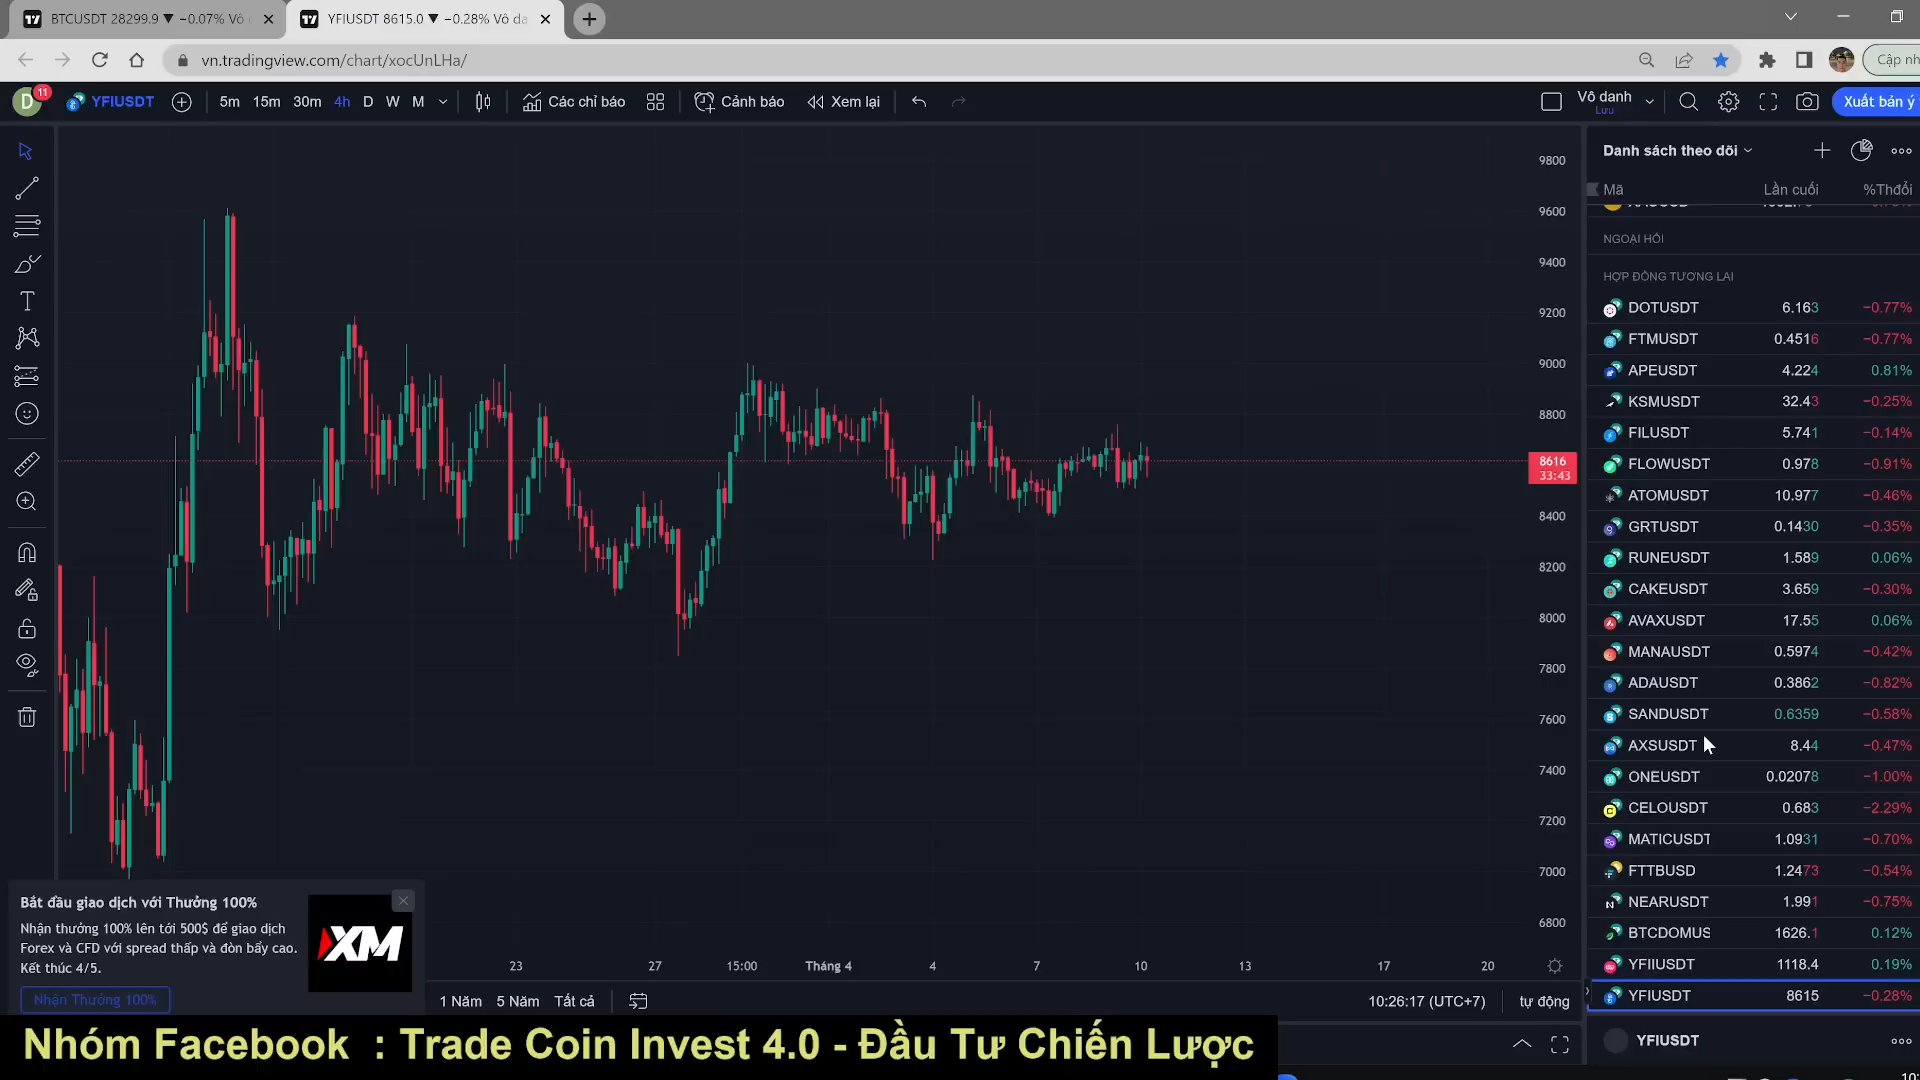 BTCUSDT 28299.9 ▼ −0.07% Vô
YFIUSDT 8615.0 ▼ −0.28% Vô da
vn.tradingview.com/chart/xocUnLHa/
Cập nh
D 11 YFIUSDT 5m 15m 30m 4h D W M Các chỉ báo Cảnh báo Xem lại Vô danh Xuất bản ý
Lưu
Danh sách theo dõi
Mã Lần cuối %Thđổi
NGOẠI HỐI
HỢP ĐỒNG TƯƠNG LAI
DOTUSDT 6.163 −0.77%
FTMUSDT 0.4516 −0.77%
APEUSDT 4.224 0.81%
KSMUSDT 32.43 −0.25%
FILUSDT 5.741 −0.14%
FLOWUSDT 0.978 −0.91%
ATOMUSDT 10.977 −0.46%
GRTUSDT 0.1430 −0.35%
RUNEUSDT 1.589 0.06%
CAKEUSDT 3.659 −0.30%
AVAXUSDT 17.55 0.06%
MANAUSDT 0.5974 −0.42%
ADAUSDT 0.3862 −0.82%
SANDUSDT 0.6359 −0.58%
AXSUSDT 8.44 −0.47%
ONEUSDT 0.02078 −1.00%
CELOUSDT 0.683 −2.29%
MATICUSDT 1.0931 −0.70%
FTTBUSD 1.2473 −0.54%
NEARUSDT 1.991 −0.75%
BTCDOMUS 1626.1 0.12%
YFIIUSDT 1118.4 0.19%
YFIUSDT 8615 −0.28%
YFIUSDT
9800
9600
9400
9200
9000
8800
8616
33:43
8400
8200
8000
7800
7600
7400
7200
7000
6800
23 27 15:00 Tháng 4 4 7 10 13 17 20
Bắt đầu giao dịch với Thưởng 100%
Nhận thưởng 100% lên tới 500$ để giao dịch
Forex và CFD với spread thấp và đòn bẩy cao.
Kết thúc 4/5.
Nhận Thưởng 100%
XM
1 Năm 5 Năm Tất cả 10:26:17 (UTC+7) tự động
Nhóm Facebook : Trade Coin Invest 4.0 - Đầu Tư Chiến Lược